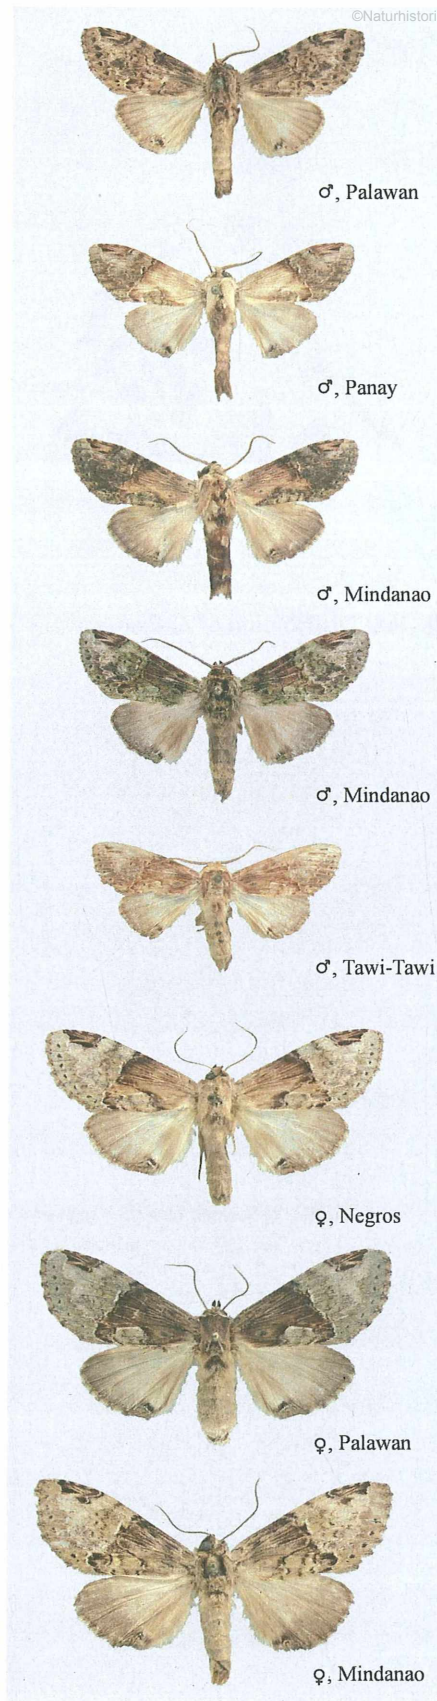 ©Naturhistori
♂, Palawan
♂, Panay
♂, Mindanao
♂, Mindanao
♂, Tawi-Tawi
♀, Negros
♀, Palawan
♀, Mindanao